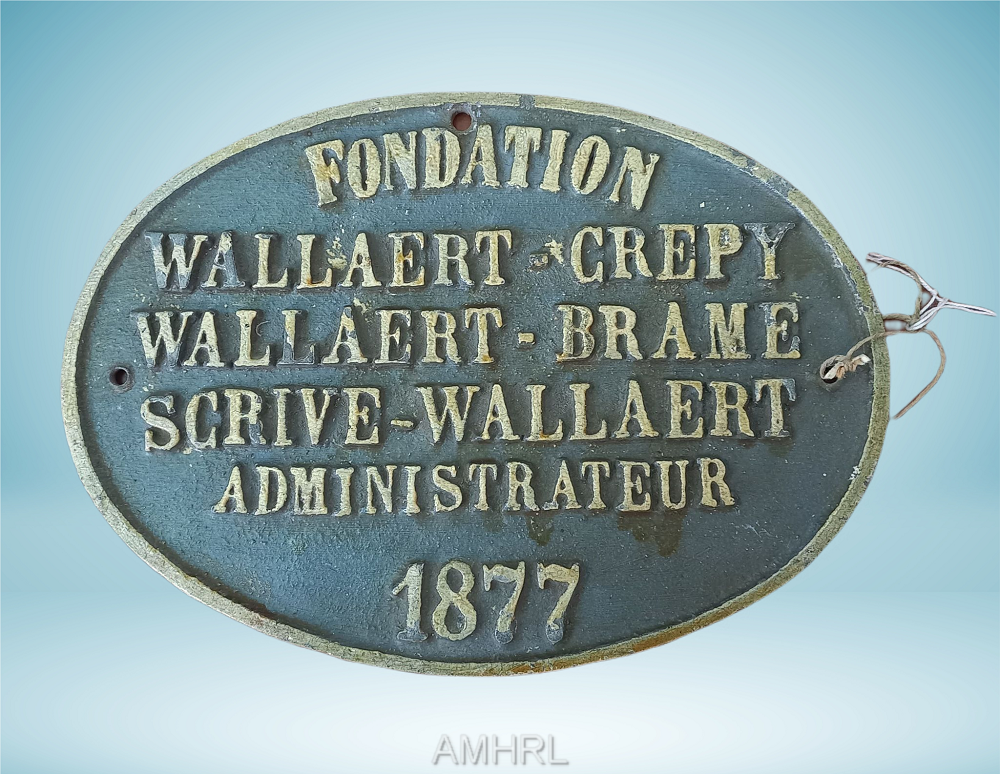 FONDATION
WALLAERT-CREPY
WALLAERT-BRAME
SCRIVE-WALLAERT
ADMINISTRATEUR
1877
AMHRL